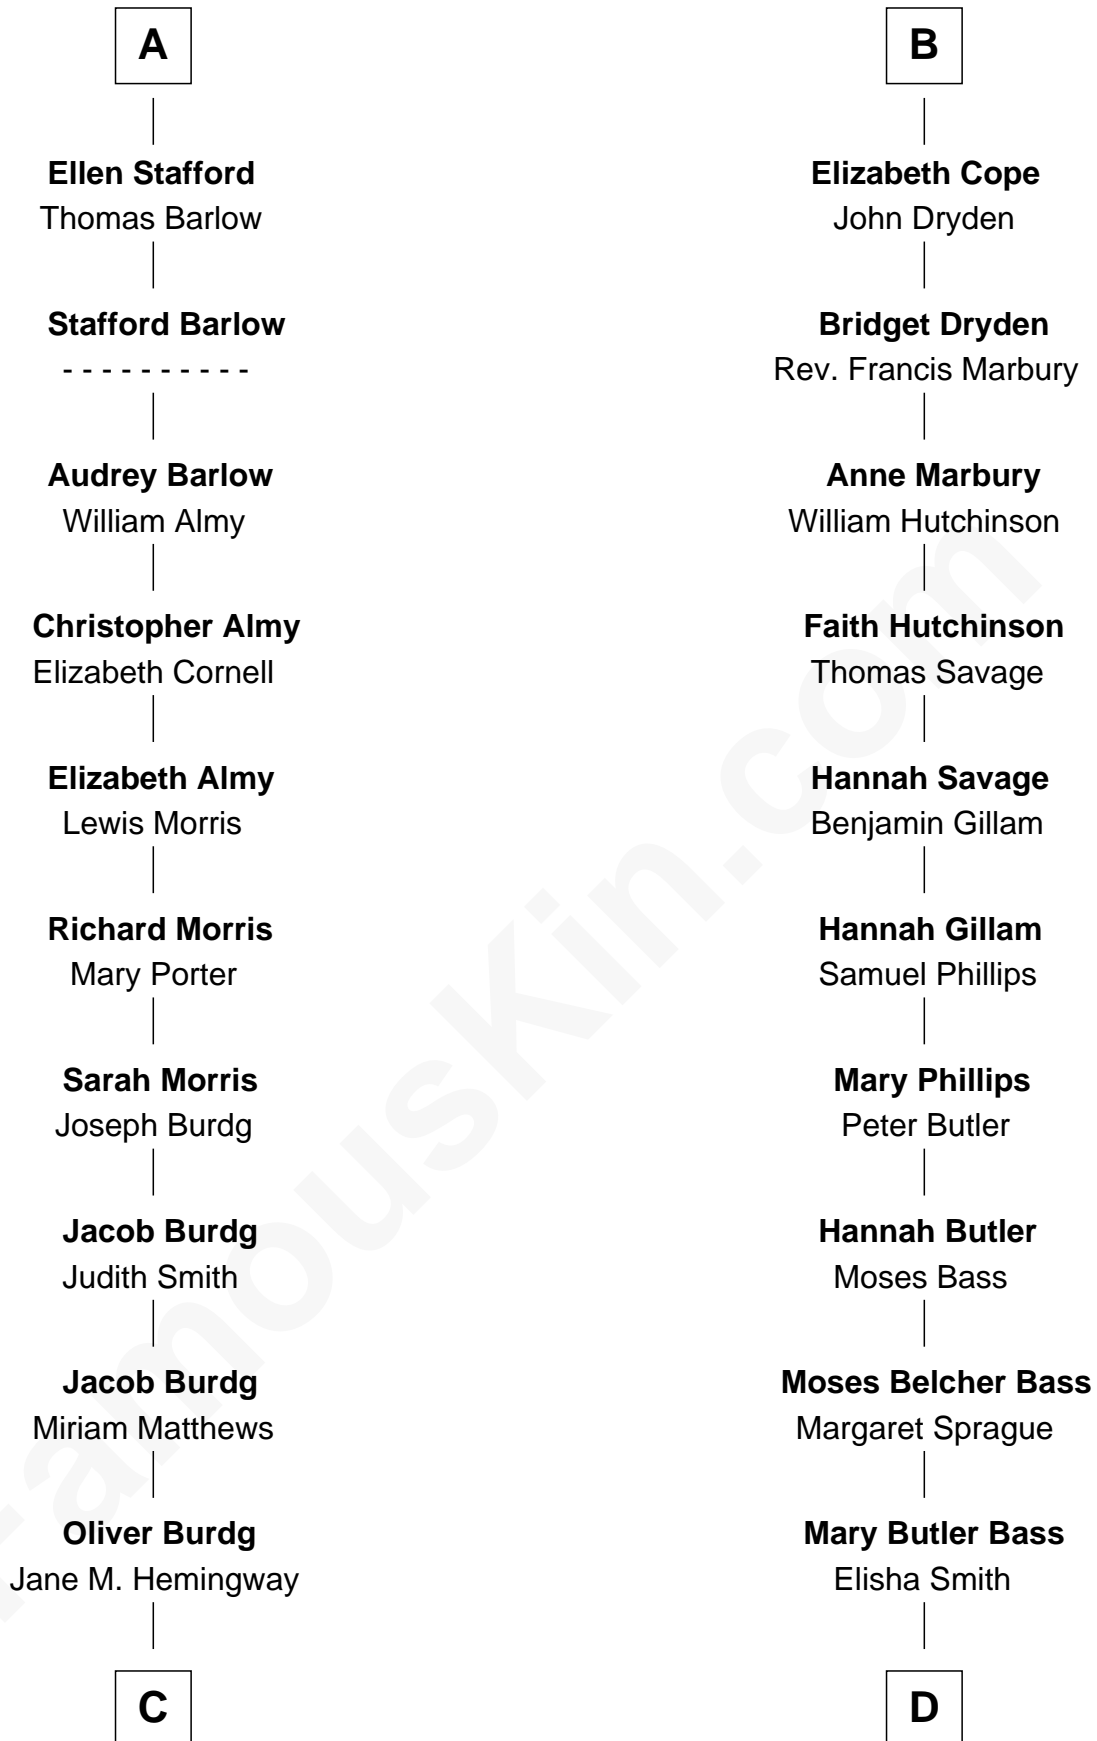 A
Ellen Stafford
Thomas Barlow
Stafford Barlow
- - - - - - - - - -
Audrey Barlow
William Almy
Christopher Almy
Elizabeth Cornell
Elizabeth Almy
Lewis Morris
Richard Morris
Mary Porter
Sarah Morris
Joseph Burdg
Jacob Burdg
Judith Smith
Jacob Burdg
Miriam Matthews
Oliver Burdg
Jane M. Hemingway
C
B
Elizabeth Cope
John Dryden
Bridget Dryden
Rev. Francis Marbury
Anne Marbury
William Hutchinson
Faith Hutchinson
Thomas Savage
Hannah Savage
Benjamin Gillam
Hannah Gillam
Samuel Phillips
Mary Phillips
Peter Butler
Hannah Butler
Moses Bass
Moses Belcher Bass
Margaret Sprague
Mary Butler Bass
Elisha Smith
D
FamousKin.com